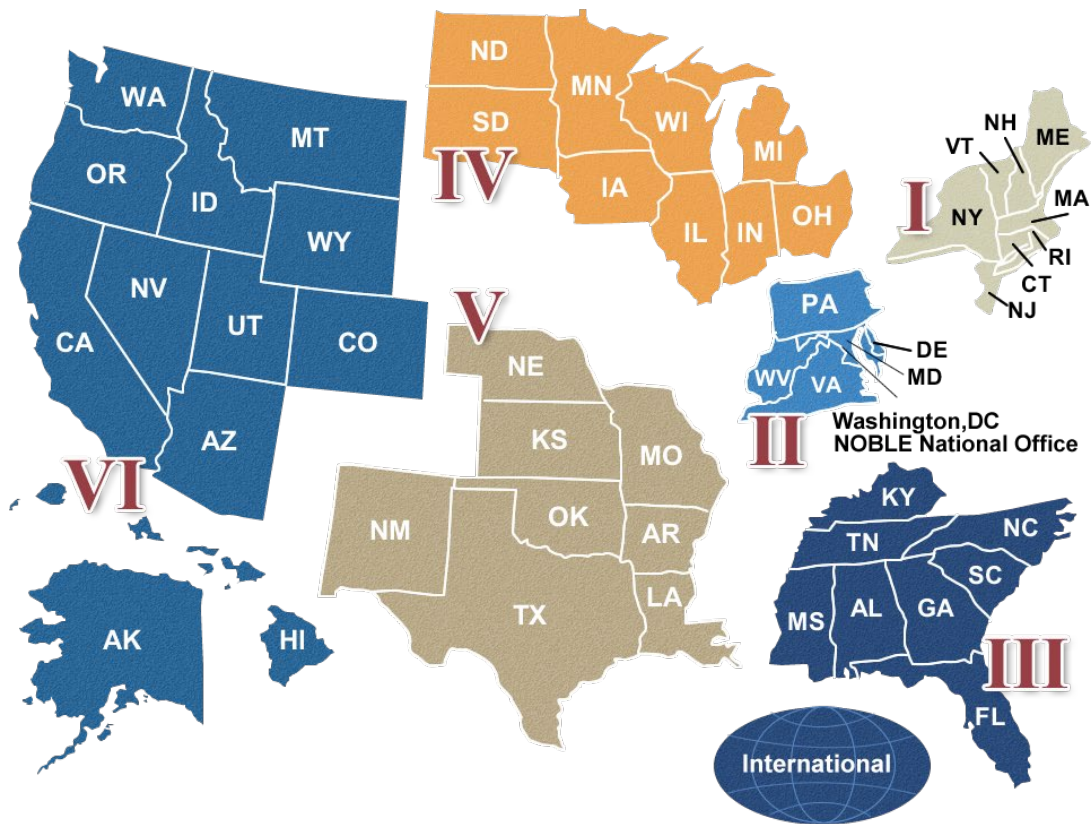 ND
MN
WA
MT
NH
ME
VT
SD
WI
IV
MI
OR
IA
ID
I
MA
OH
NY
IL
IN
WY
RI
CT
NV
V
PA
NJ
UT
CA
CO
DE
NE
MD
WV
VA
II
Washington,DC
NOBLE National Office
AZ
KS
MO
VI
KY
NM
OK
AR
NC
TN
SC
LA
AL
GA
TX
MS
AK
HI
III
FL
International